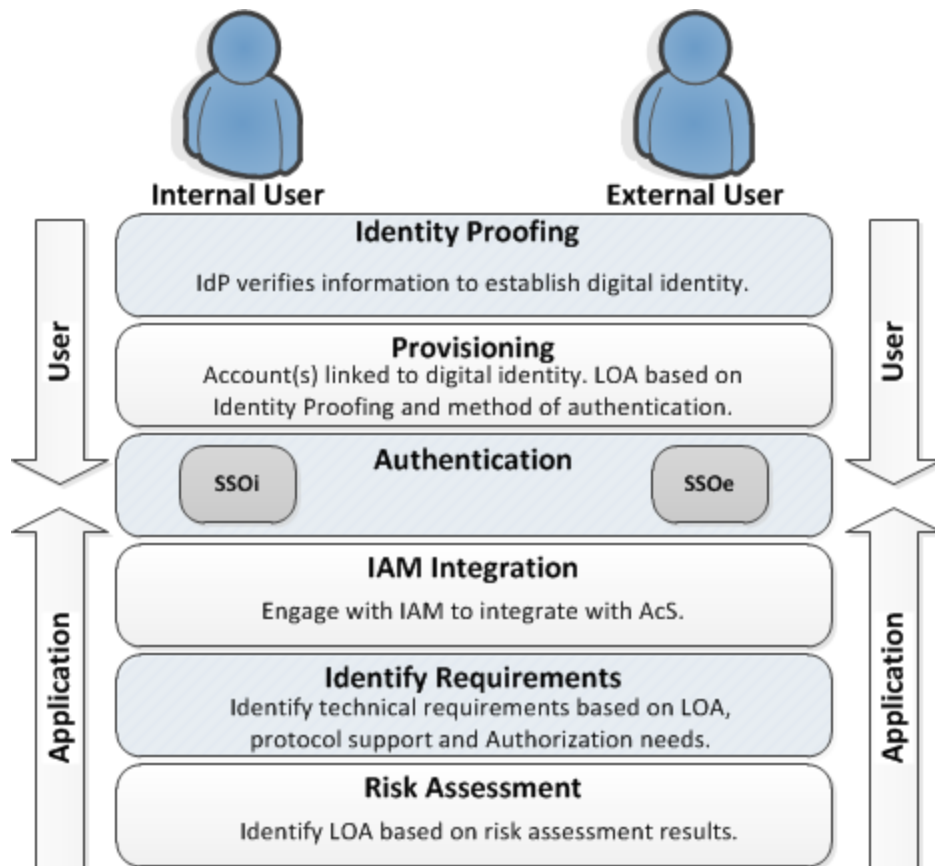 Internal User
External User
Identity Proofing
IdP verifies information to establish digital identity.
User
User
Provisioning
Account(s) linked to digital identity. LOA based on
Identity Proofing and method of authentication.
Authentication
SSOi
SSOe
IAM Integration
Engage with IAM to integrate with AcS.
Application
Application
Identify Requirements
Identify technical requirements based on LOA,
protocol support and Authorization needs.
Risk Assessment
Identify LOA based on risk assessment results.